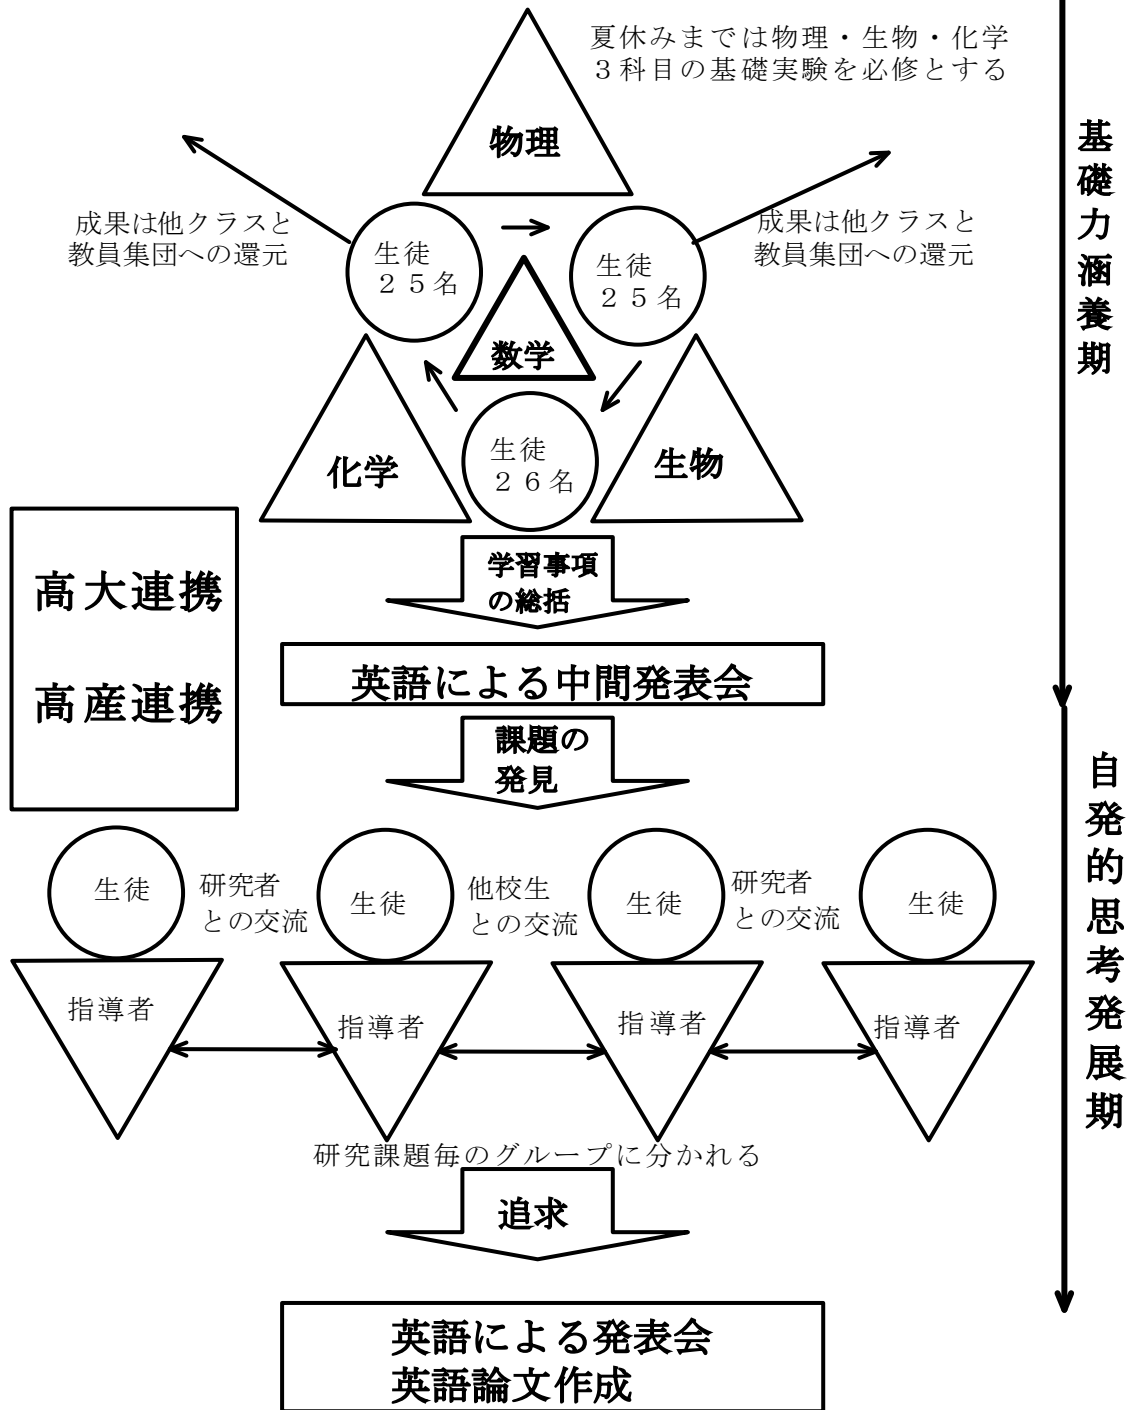 夏休みまでは物理・生物・化学
３科目の基礎実験を必修とする
物理
成果は他クラスと
教員集団への還元
生徒
２５名
生徒
２５名
成果は他クラスと
教員集団への還元
数学
化学
生徒
２６名
生物
基礎力涵養期
高大連携
高産連携
学習事項
の総括
英語による中間発表会
課題の
発見
自発的思考発展期
生徒
研究者
との交流
生徒
他校生
との交流
生徒
研究者
との交流
生徒
指導者
指導者
指導者
指導者
研究課題毎のグループに分かれる
追求
英語による発表会
英語論文作成